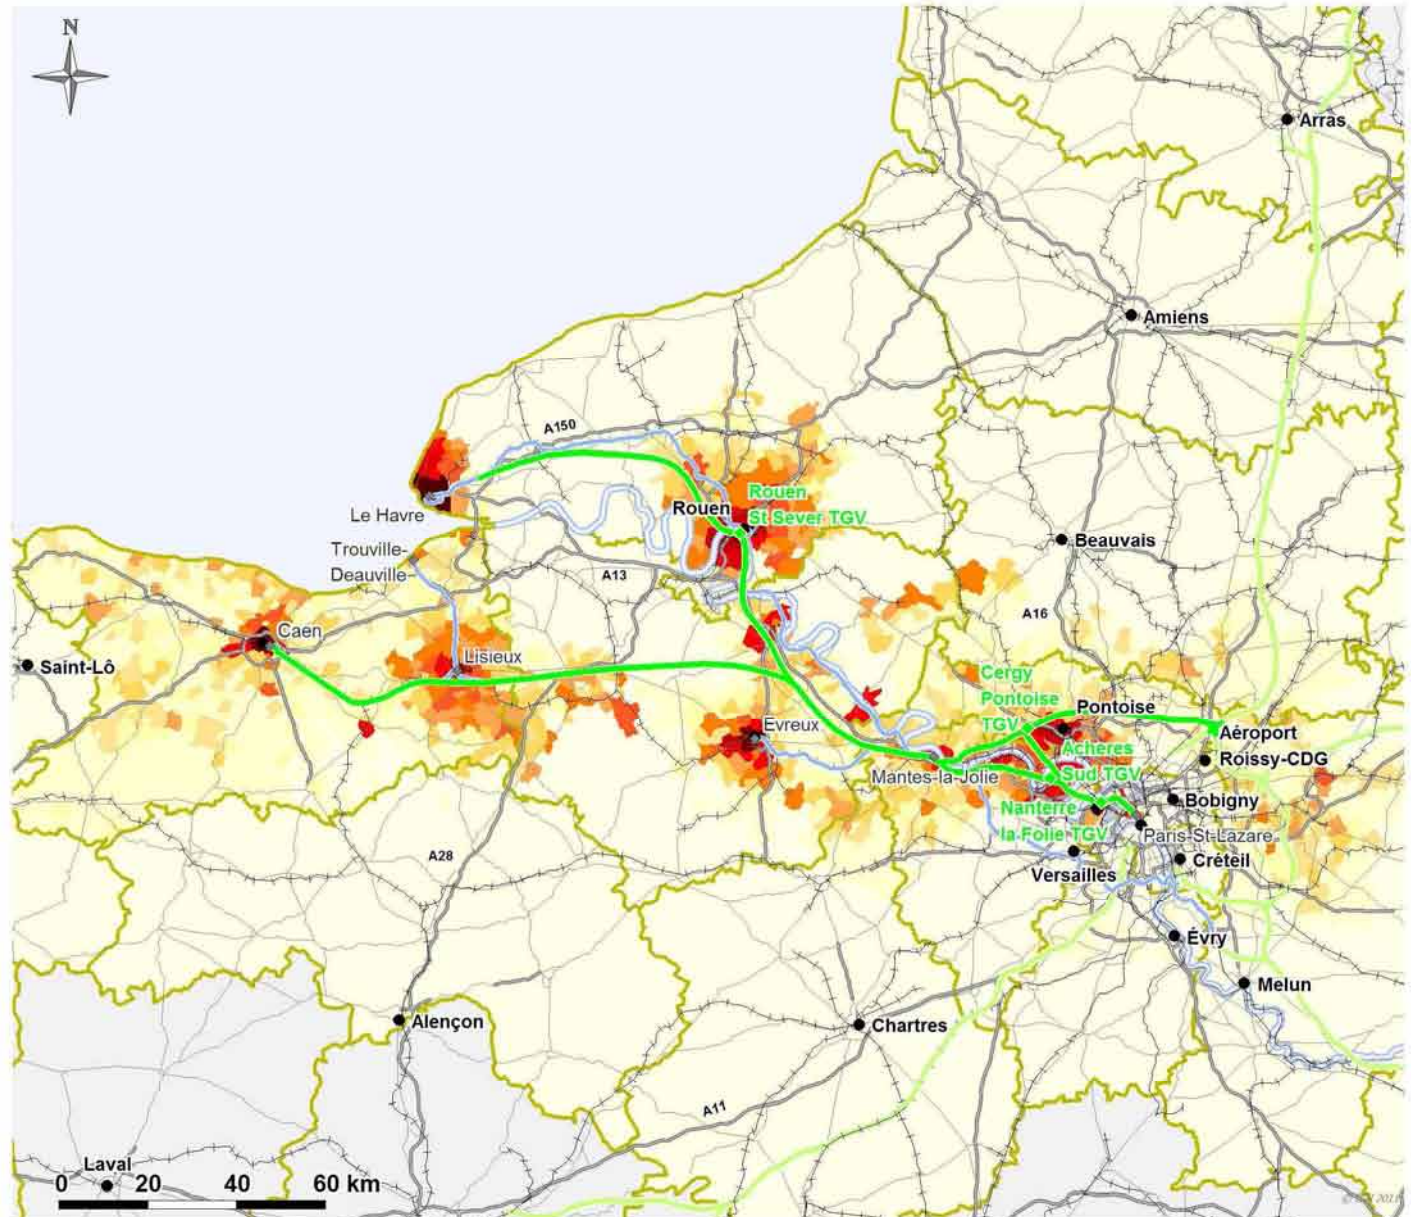 N
Arras
Amiens
A150
Rouen
St Sever TGV
Rouen
Le Havre
Trouville-
Deauville
Beauvais
A13
A16
Caen
Lisieux
Saint-Lô
Cergy
Pontoise
TGV
Pontoise
Evreux
Aéroport
Roissy-CDG
Acheres
Sud TGV
Mantes-la-Jolie
Nanterre
la Folie TGV
Bobigny
Paris-St-Lazare
Créteil
A28
Versailles
Évry
Melun
Alençon
Chartres
A11
Laval
0 20 40 60 km